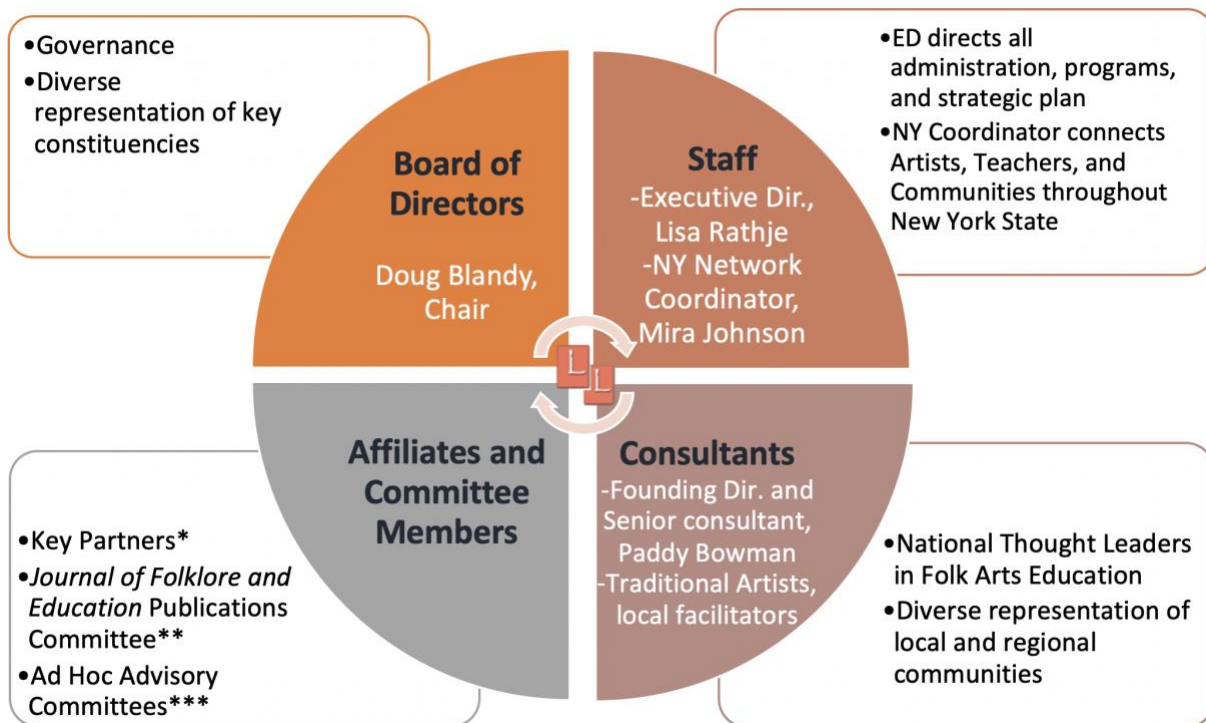 •Governance
•Diverse
representation of key
constituencies
Board of
Directors
Doug Blandy,
Chair
Staff
-Executive Dir.,
Lisa Rathje
-NY Network
Coordinator,
Mira Johnson
•ED directs all
administration, programs,
and strategic plan
•NY Coordinator connects
Artists, Teachers, and
Communities throughout
New York State
L
L
Affiliates and
Committee
Members
•Key Partners*
•Journal of Folklore and
Education Publications
Committee**
•Ad Hoc Advisory
Committees***
Consultants
-Founding Dir. and
Senior consultant,
Paddy Bowman
-Traditional Artists,
local facilitators
•National Thought Leaders
in Folk Arts Education
•Diverse representation of
local and regional
communities